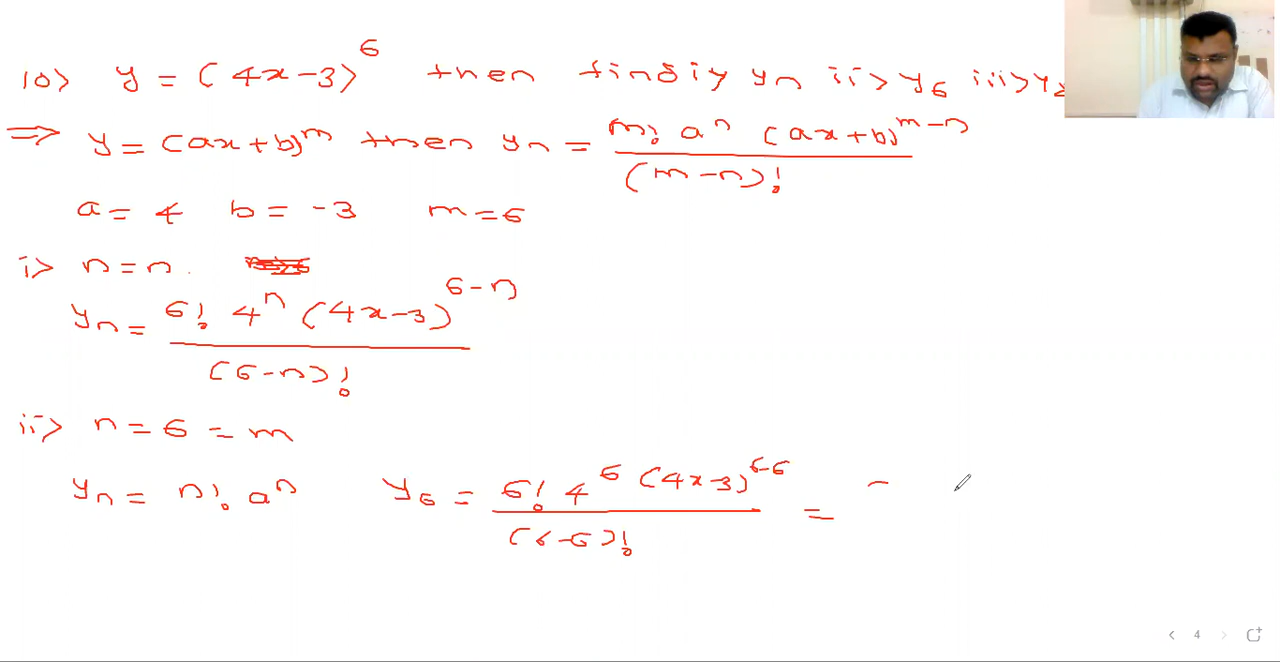 10> y = (4x-3)^6 then find i> yn ii> y6 iii>
=> y = (ax+b)^m then yn = m! a^n (ax+b)^m-n / (m-n)!
a = 4 b = -3 m = 6
i> n = n.
yn = 6! 4^n (4x-3)^6-n / (6-n)!
ii> n = 6 = m
yn = n! a^n y6 = 6! 4^6 (4x-3)^6-6 / (6-6)! =
4